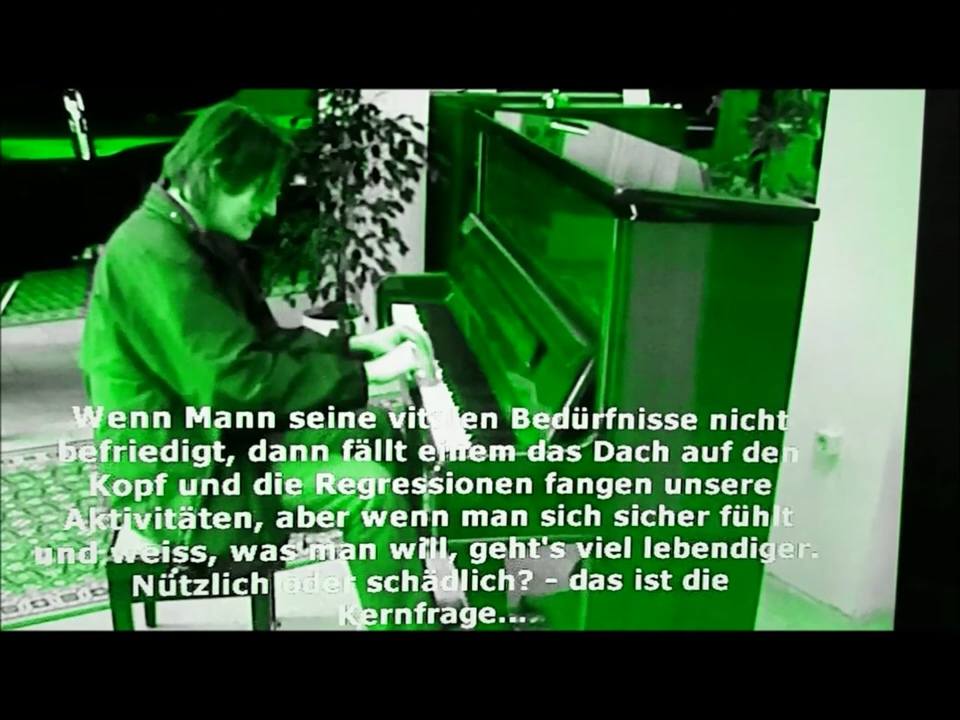 Wenn Mann seine vitalen Bedürfnisse nicht
befriedigt, dann fällt einem das Dach auf den
Kopf und die Regressionen fangen unsere
Aktivitäten, aber wenn man sich sicher fühlt
und weiss, was man will, geht's viel lebendiger.
Nützlich oder schädlich? - das ist die
Kernfrage...